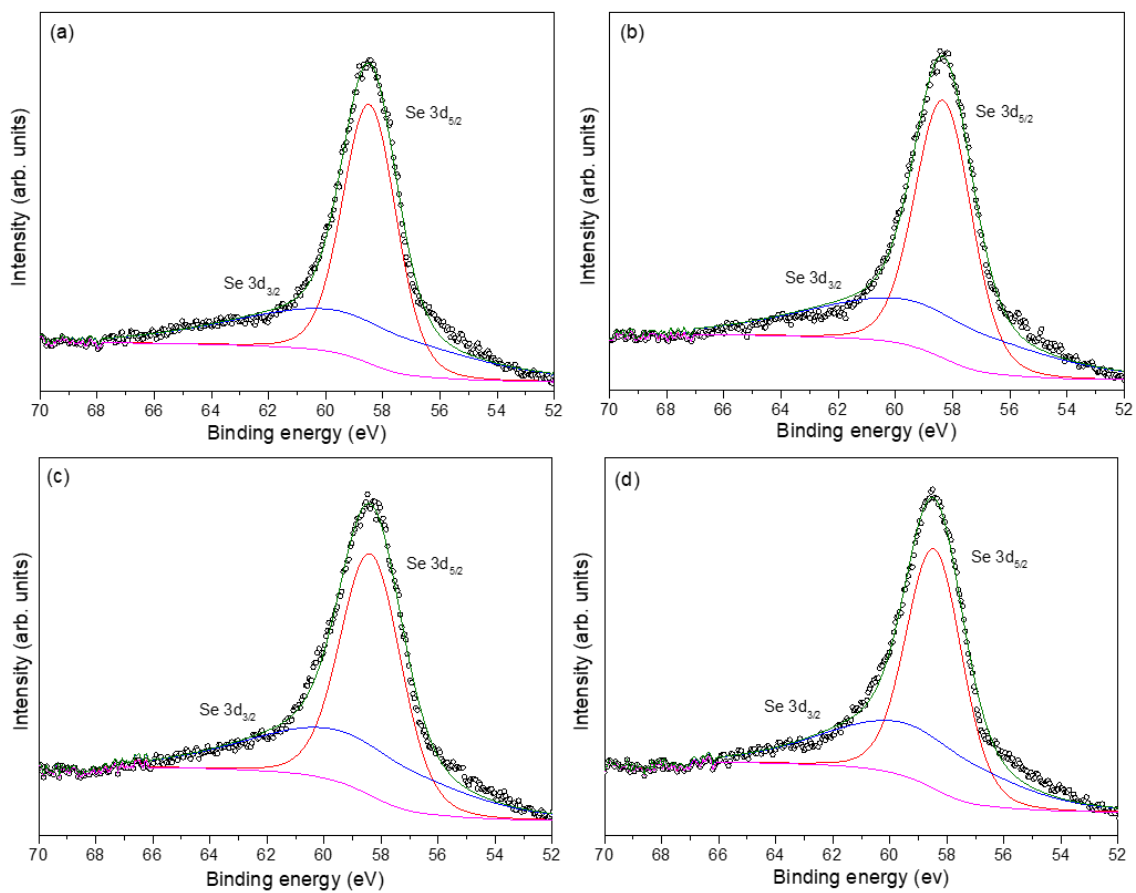 (a)
Se 3d5/2
Se 3d3/2
Intensity (arb. units)
70 68 66 64 62 60 58 56 54 52
Binding energy (eV)
(b)
Se 3d5/2
Se 3d3/2
Intensity (arb. units)
70 68 66 64 62 60 58 56 54 52
Binding energy (eV)
(c)
Se 3d5/2
Se 3d3/2
Intensity (arb. units)
70 68 66 64 62 60 58 56 54 52
Binding energy (eV)
(d)
Se 3d5/2
Se 3d3/2
Intensity (arb. units)
70 68 66 64 62 60 58 56 54 52
Binding energy (ev)